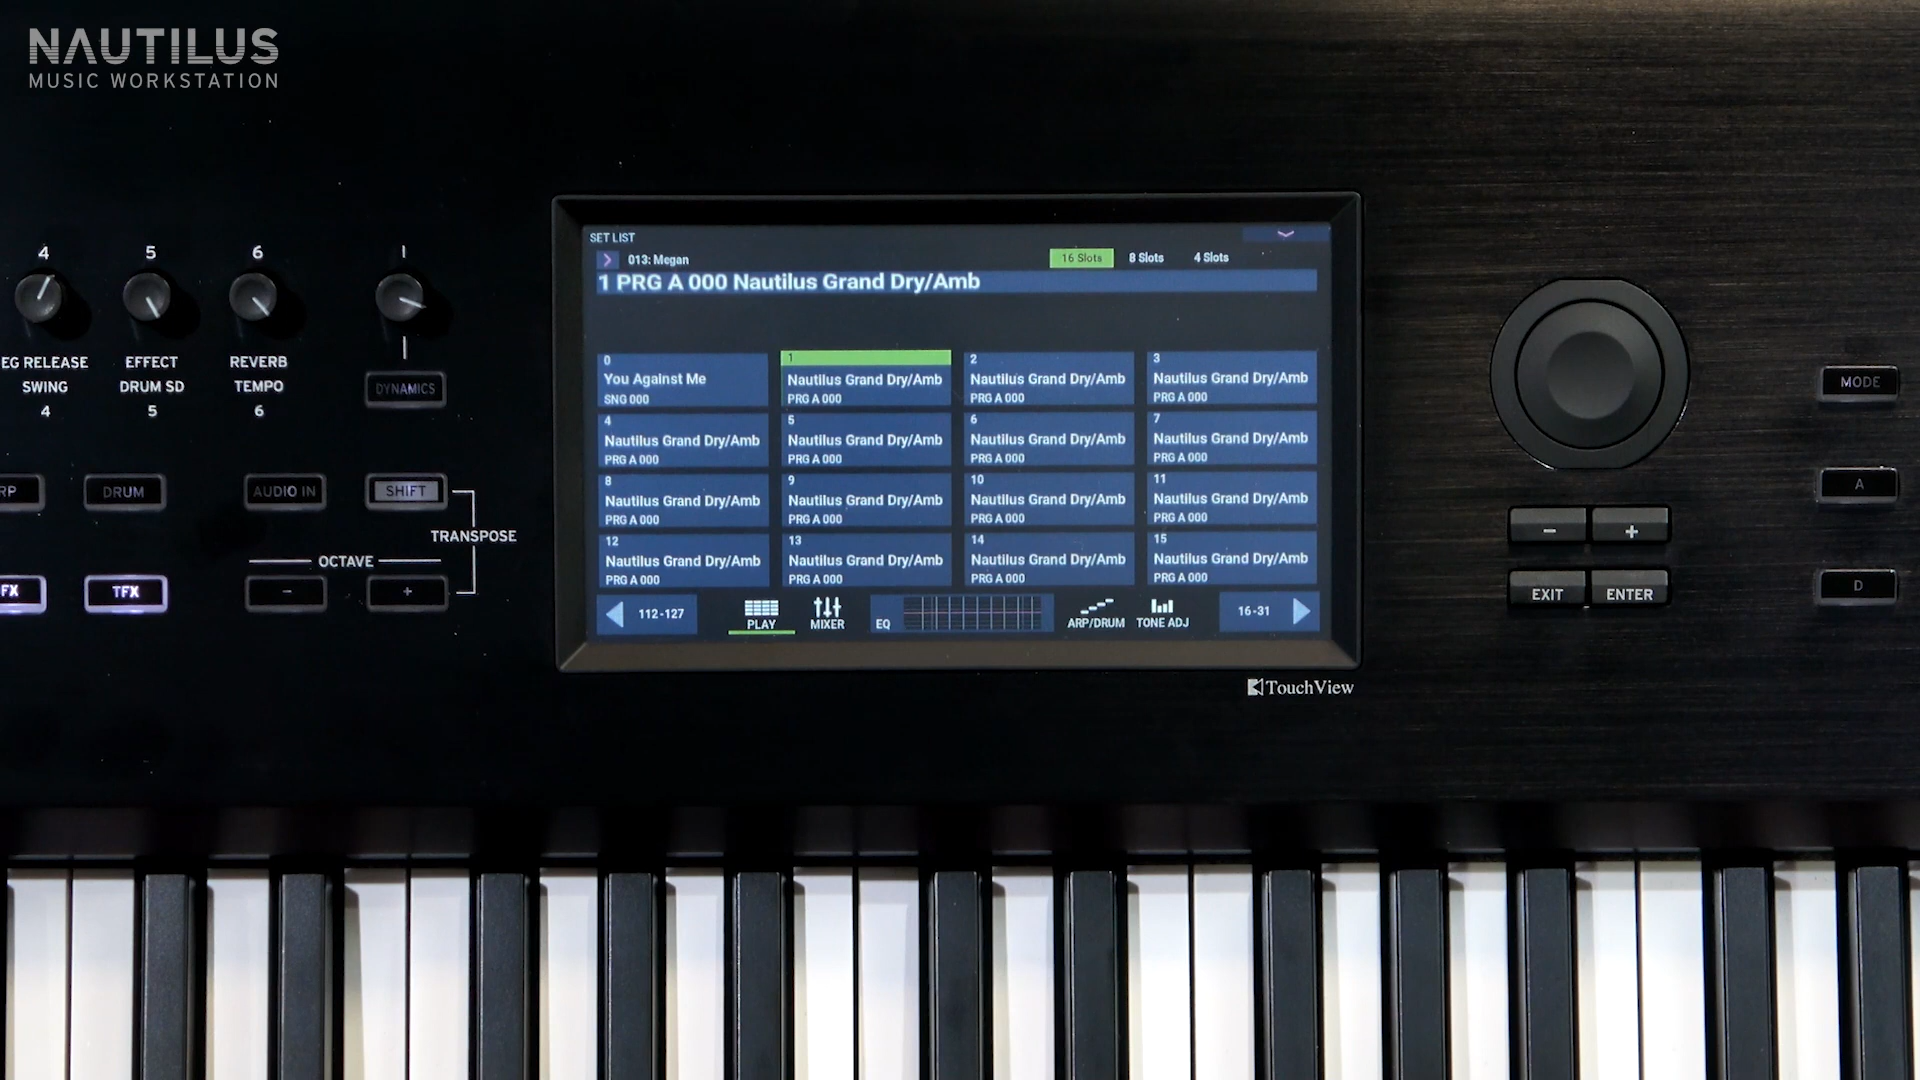 NAUTILUS
MUSIC WORKSTATION
4
5
6
1
EG RELEASE
EFFECT
REVERB
SWING
DRUM SD
TEMPO
4
5
6
DYNAMICS
RP
DRUM
AUDIO IN
SHIFT
TRANSPOSE
OCTAVE
FX
TFX
-
+
SET LIST
013: Megan
16 Slots
8 Slots
4 Slots
1 PRG A 000 Nautilus Grand Dry/Amb
0
You Against Me
SNG 000
1
Nautilus Grand Dry/Amb
PRG A 000
2
Nautilus Grand Dry/Amb
PRG A 000
3
Nautilus Grand Dry/Amb
PRG A 000
4
Nautilus Grand Dry/Amb
PRG A 000
5
Nautilus Grand Dry/Amb
PRG A 000
6
Nautilus Grand Dry/Amb
PRG A 000
7
Nautilus Grand Dry/Amb
PRG A 000
8
Nautilus Grand Dry/Amb
PRG A 000
9
Nautilus Grand Dry/Amb
PRG A 000
10
Nautilus Grand Dry/Amb
PRG A 000
11
Nautilus Grand Dry/Amb
PRG A 000
12
Nautilus Grand Dry/Amb
PRG A 000
13
Nautilus Grand Dry/Amb
PRG A 000
14
Nautilus Grand Dry/Amb
PRG A 000
15
Nautilus Grand Dry/Amb
PRG A 000
112-127
PLAY
MIXER
EQ
ARP/DRUM
TONE ADJ
16-31
TouchView
-
+
EXIT
ENTER
MODE
A
D